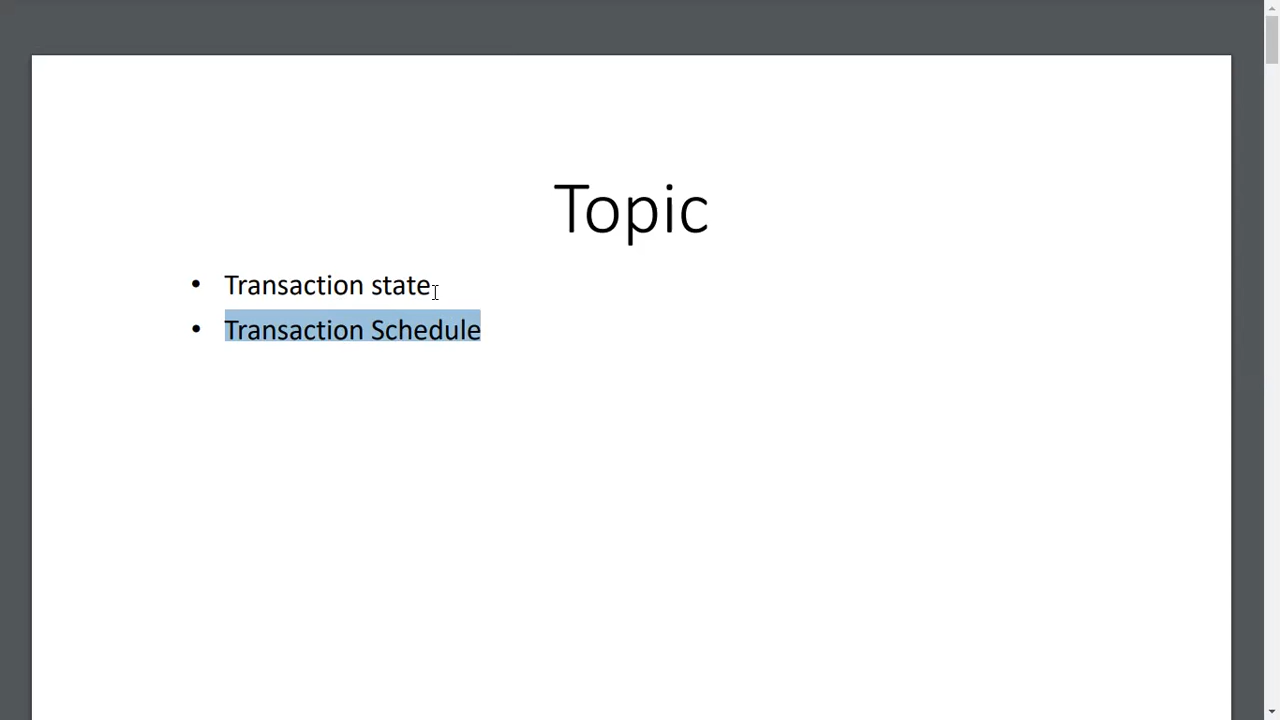 Topic
• Transaction state
• Transaction Schedule